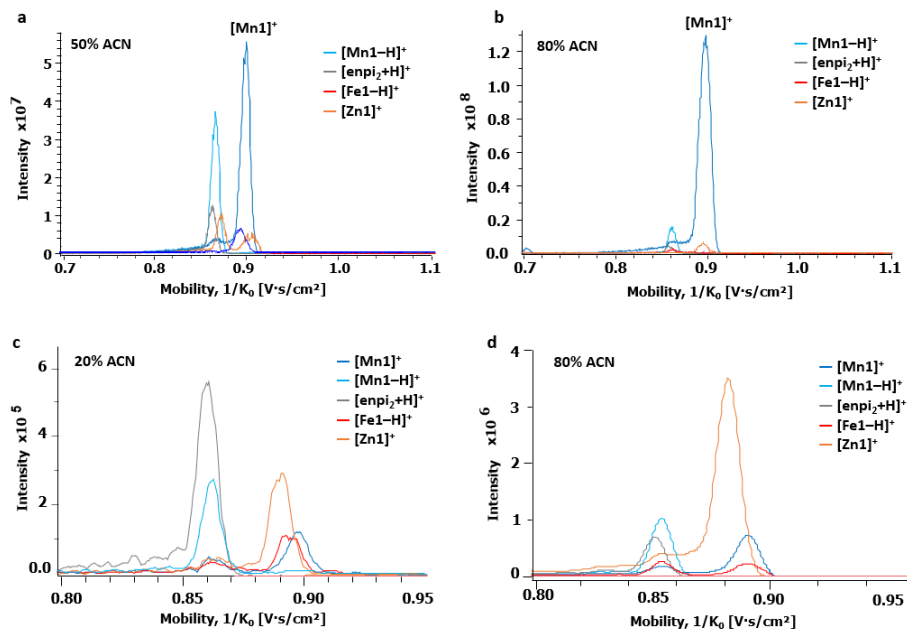 a
50% ACN
[Mn1]⁺
[Mn1–H]⁺
[enpi₂+H]⁺
[Fe1–H]⁺
[Zn1]⁺
Intensity x10⁷
5
4
3
2
1
0
0.7 0.8 0.9 1.0 1.1
Mobility, 1/K₀ [V·s/cm²]
b
80% ACN
[Mn1]⁺
[Mn1–H]⁺
[enpi₂+H]⁺
[Fe1–H]⁺
[Zn1]⁺
Intensity x10⁸
1.2
1.0
0.8
0.6
0.4
0.2
0
0.7 0.8 0.9 1.0 1.1
Mobility, 1/K₀ [V·s/cm²]
c
20% ACN
[Mn1]⁺
[Mn1–H]⁺
[enpi₂+H]⁺
[Fe1–H]⁺
[Zn1]⁺
Intensity x10⁵
6
4
2
0.0
0.80 0.85 0.90 0.95
Mobility, 1/K₀ [V·s/cm²]
d
80% ACN
[Mn1]⁺
[Mn1–H]⁺
[enpi₂+H]⁺
[Fe1–H]⁺
[Zn1]⁺
Intensity x10⁶
4
3
2
1
0
0.80 0.85 0.90 0.95
Mobility, 1/K₀ [V·s/cm²]